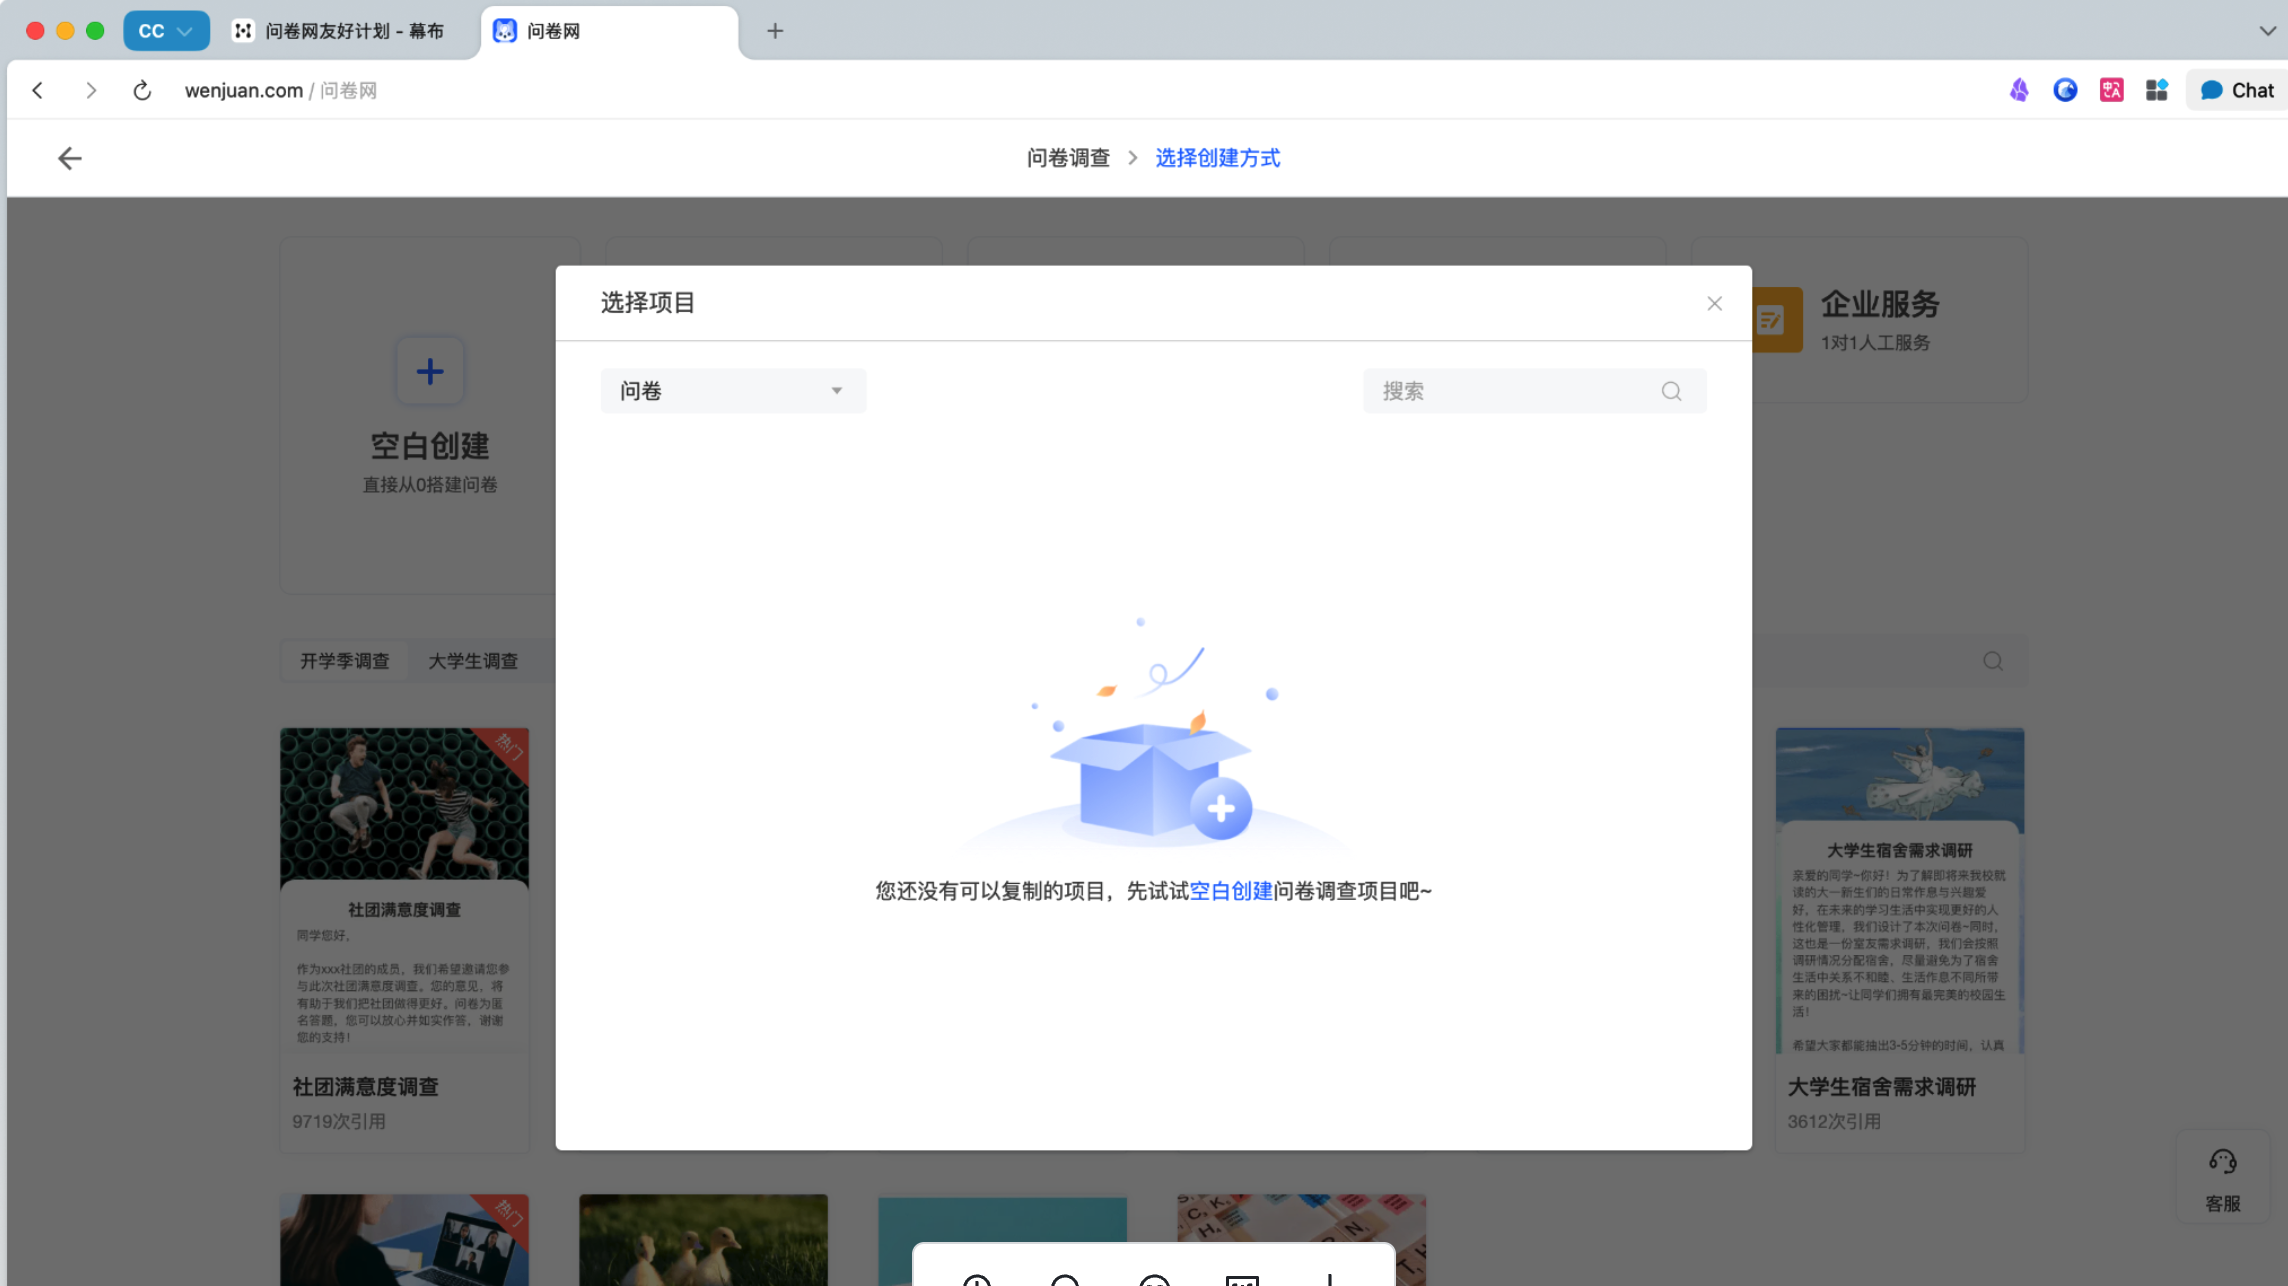 CC
问卷网友好计划 - 幕布
问卷网
wenjuan.com / 问卷网
Chat
问卷调查 > 选择创建方式
选择项目
企业服务
1对1人工服务
问卷
搜索
空白创建
直接从0搭建问卷
开学季调查
大学生调查
您还没有可以复制的项目，先试试空白创建问卷调查项目吧~
热门
社团满意度调查
同学您好，
作为xxx社团的成员，我们希望邀请您参
与此次社团满意度调查。您的意见，将
有助于我们把社团做得更好。问卷为匿
名答题，您可以放心并如实作答，谢谢
您的支持！
社团满意度调查
9719次引用
大学生宿舍需求调研
亲爱的同学~你好！为了解即将来我校就
读的大一新生们的日常作息与兴趣爱
好，在未来的学习生活中实现更好的人
性化管理，我们设计了本次问卷~同时，
这也是一份室友需求调研，我们会按照
调研情况分配宿舍，尽量避免为了宿舍
生活中关系不和睦、生活作息不同所带
来的困扰~让同学们拥有最完美的校园生
活！
希望大家都能抽出3-5分钟的时间，认真
大学生宿舍需求调研
3612次引用
客服
热门